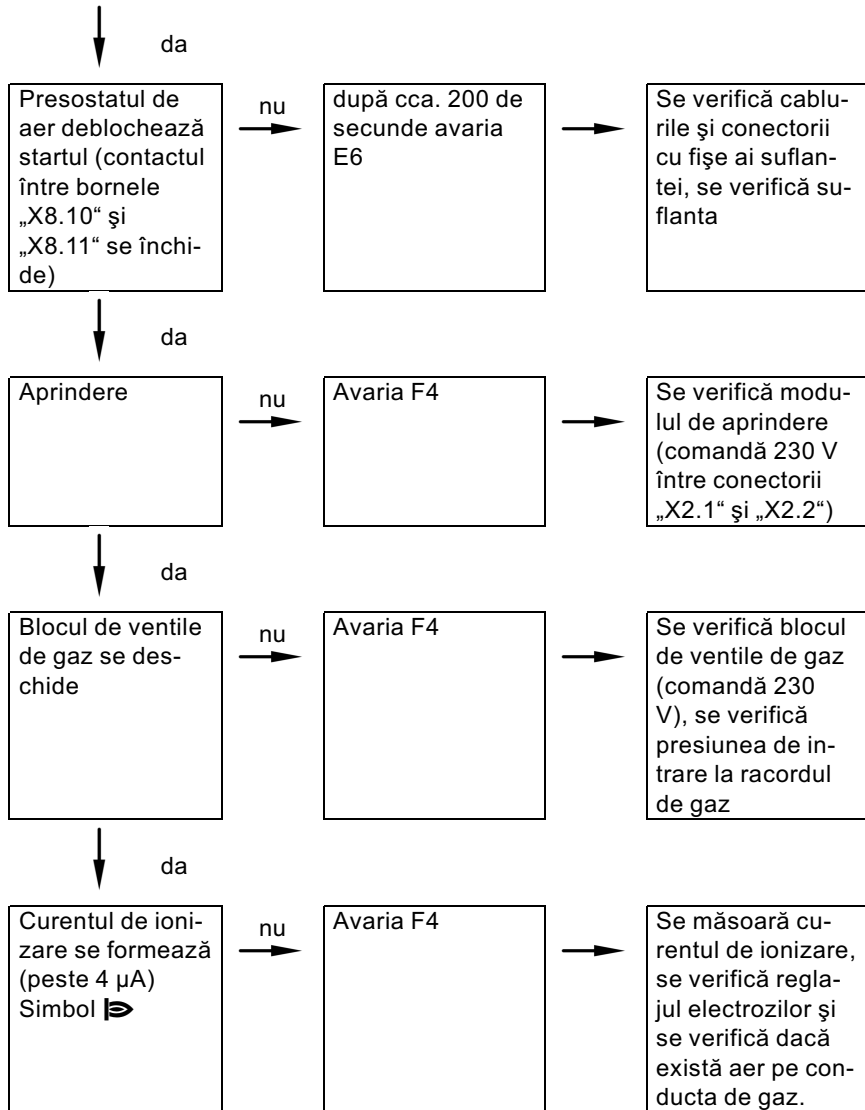 da
Presostatul de
aer deblochează
startul (contactul
între bornele
„X8.10“ şi
„X8.11“ se închi-
de)
nu
după cca. 200 de
secunde avaria
E6
Se verifică cablu-
rile şi conectorii
cu fişe ai suflan-
tei, se verifică su-
flanta
da
Aprindere
nu
Avaria F4
Se verifică modu-
lul de aprindere
(comandă 230 V
între conectorii
„X2.1“ şi „X2.2“)
da
Blocul de ventile
de gaz se des-
chide
nu
Avaria F4
Se verifică blocul
de ventile de gaz
(comandă 230
V), se verifică
presiunea de in-
trare la racordul
de gaz
da
Curentul de ioni-
zare se formează
(peste 4 µA)
Simbol
nu
Avaria F4
Se măsoară cu-
rentul de ionizare,
se verifică regla-
jul electrozilor şi
se verifică dacă
există aer pe con-
ducta de gaz.